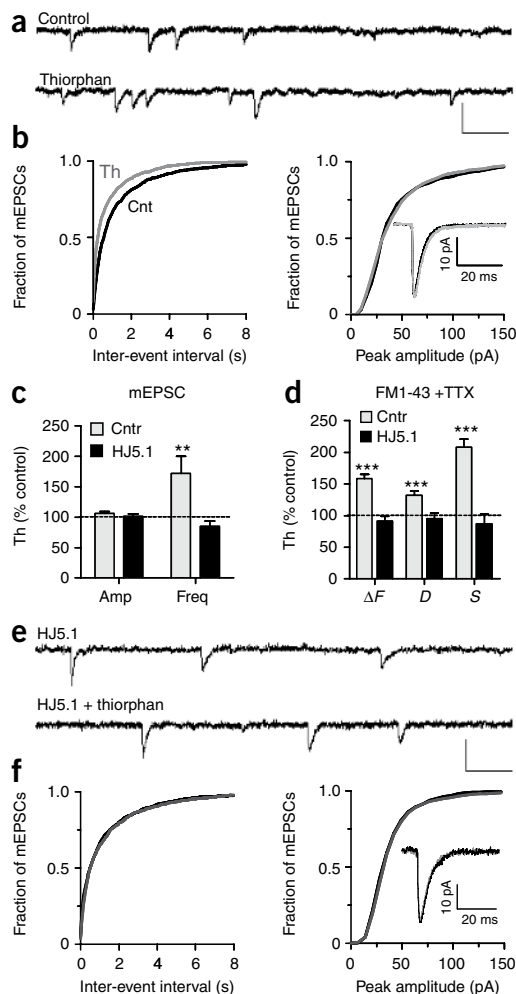 a
Control
Thiorphan
b
Fraction of mEPSCs
1.0
0.5
0
Th
Cnt
0 2 4 6 8
Inter-event interval (s)
Fraction of mEPSCs
1.0
0.5
0
10 pA
20 ms
0 50 100 150
Peak amplitude (pA)
c
mEPSC
Th (% control)
250
200
150
100
50
0
Cntr
HJ5.1
**
Amp Freq
d
FM1-43 +TTX
Th (% control)
250
200
150
100
50
0
Cntr
HJ5.1
***
***
***
ΔF D S
e
HJ5.1
HJ5.1 + thiorphan
f
Fraction of mEPSCs
1.0
0.5
0
0 2 4 6 8
Inter-event interval (s)
Fraction of mEPSCs
1.0
0.5
0
10 pA
20 ms
0 25 75 100 150
Peak amplitude (pA)